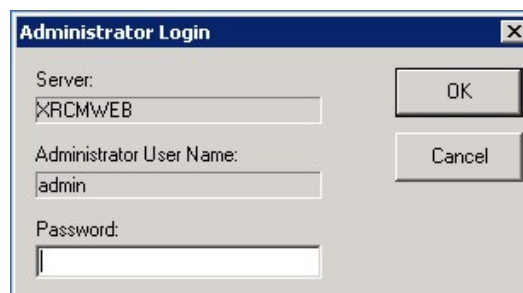 Administrator Login
Server:
XRCMWEB
OK
Administrator User Name:
admin
Cancel
Password: